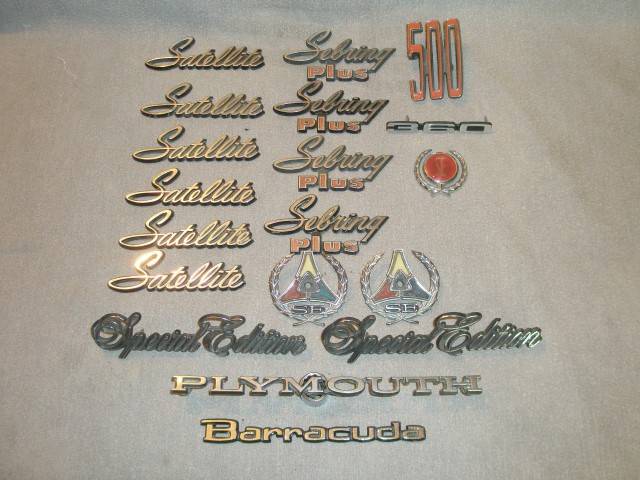 Satellite Sebring Plus 500
Satellite Sebring Plus 360
Satellite Sebring Plus
Satellite Sebring Plus
Satellite
Satellite SE SE
Special Edition Special Edition
PLYMOUTH
Barracuda